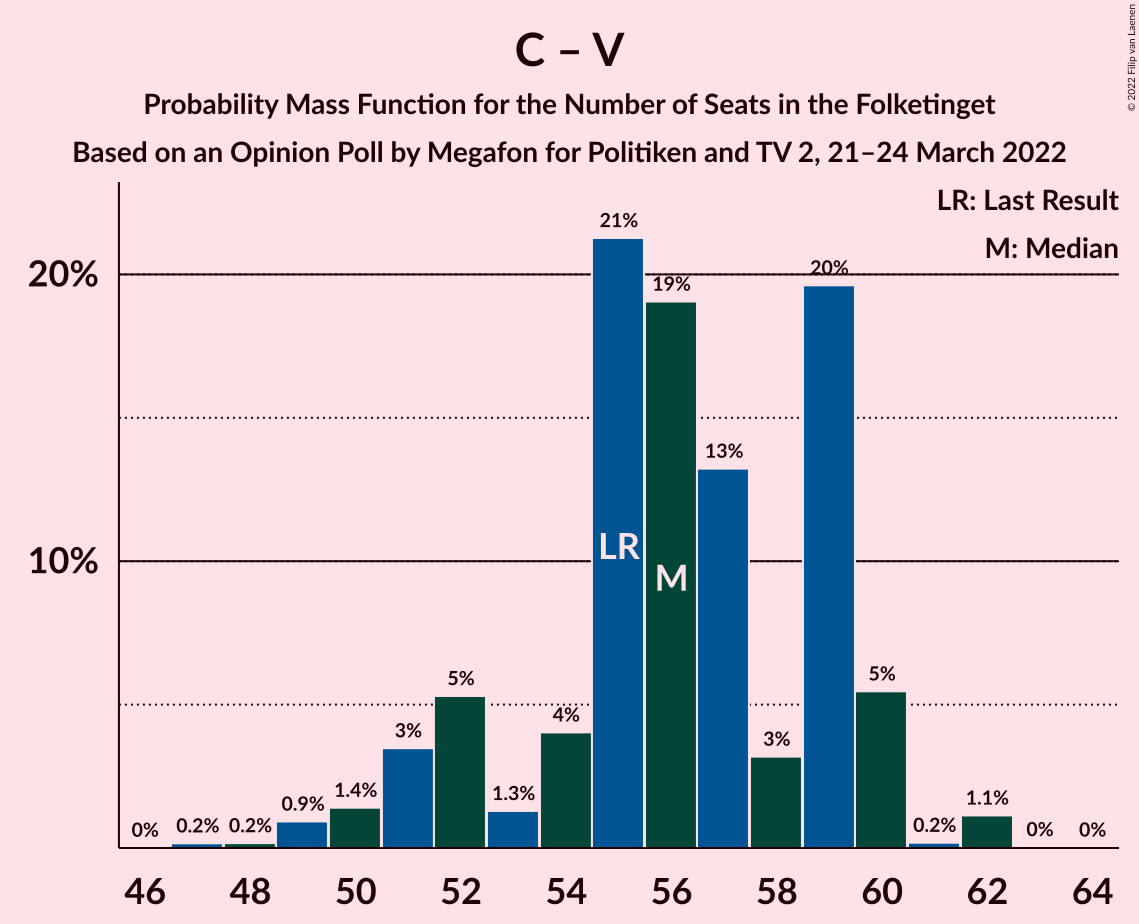 C – V
Probability Mass Function for the Number of Seats in the Folketinget
Based on an Opinion Poll by Megafon for Politiken and TV 2, 21–24 March 2022
© 2022 Filip van Laenen
LR: Last Result
M: Median
20%
10%
0%
0.2%
0.2%
0.9%
1.4%
3%
5%
1.3%
4%
21%
19%
13%
3%
20%
5%
0.2%
1.1%
0%
0%
LR
M
46 48 50 52 54 56 58 60 62 64